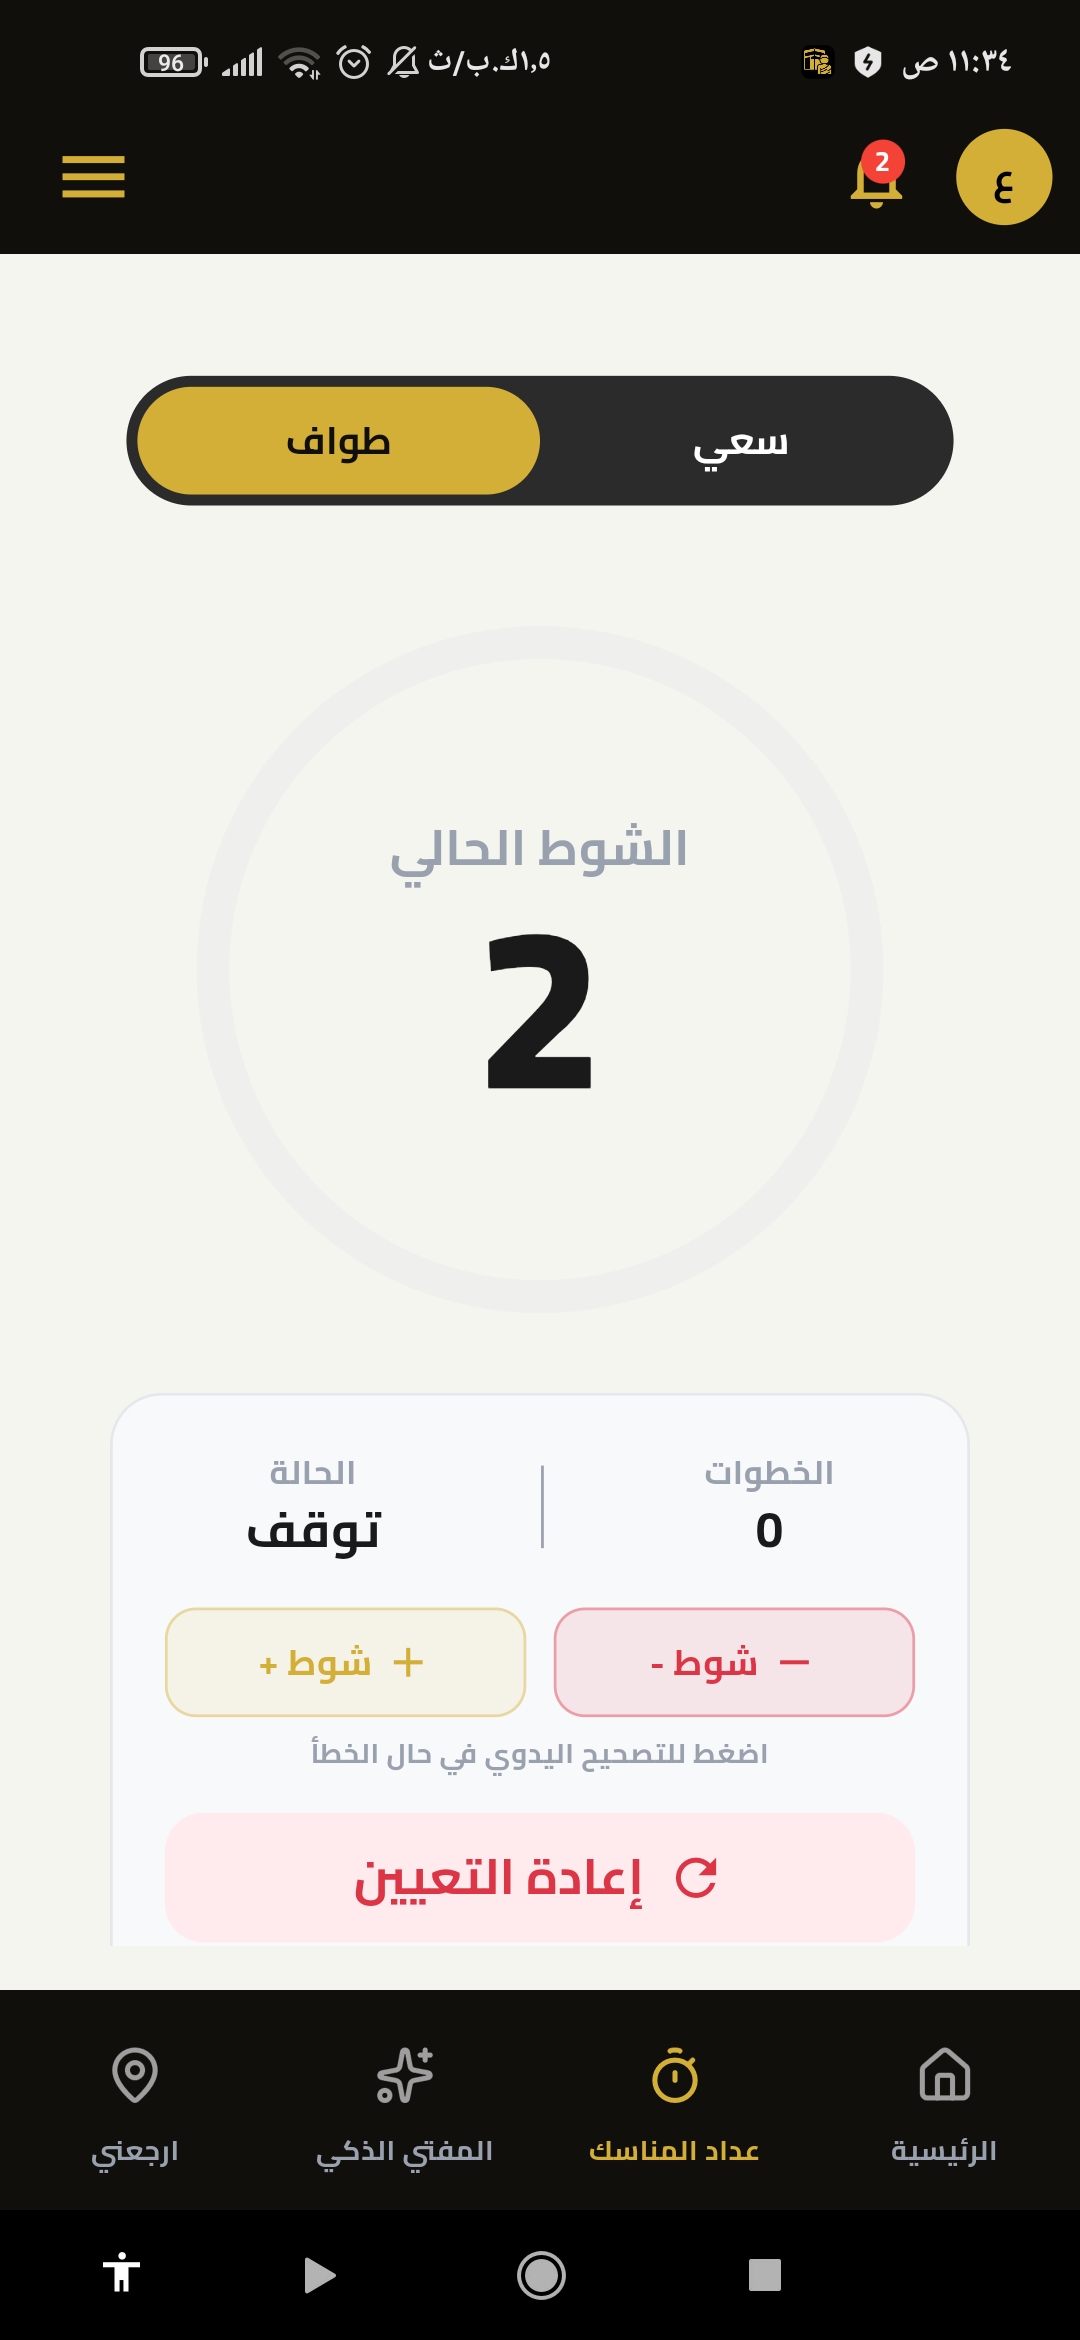 ١١:٣٤ ص
١,٥ك.ب/ث
96
ع
2
سعي
طواف
الشوط الحالي
2
الخطوات
الحالة
0
توقف
شوط -
شوط +
اضغط للتصحيح اليدوي في حال الخطأ
إعادة التعيين
الرئيسية
عداد المناسك
المفتي الذكي
ارجعني